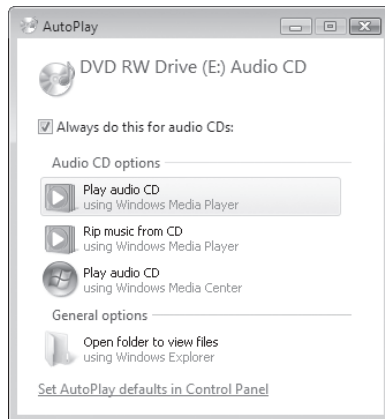 AutoPlay
DVD RW Drive (E:) Audio CD
Always do this for audio CDs:
Audio CD options
Play audio CD
using Windows Media Player
Rip music from CD
using Windows Media Player
Play audio CD
using Windows Media Center
General options
Open folder to view files
using Windows Explorer
Set AutoPlay defaults in Control Panel